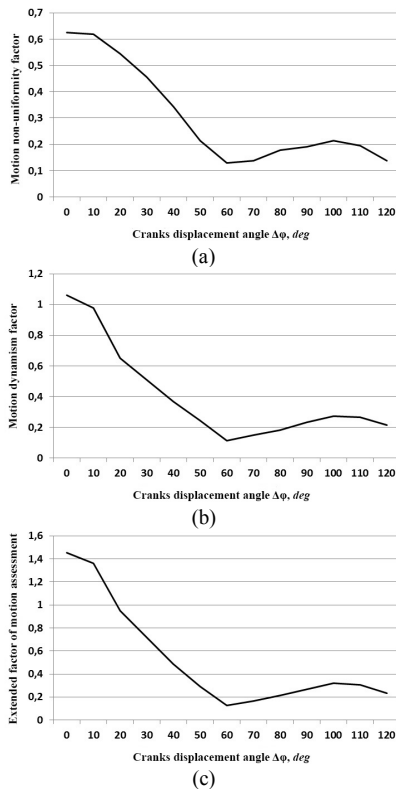 0,7
0,6
0,5
0,4
0,3
0,2
0,1
0
Motion non-uniformity factor
0 10 20 30 40 50 60 70 80 90 100 110 120
Cranks displacement angle Δφ, deg
(a)
1,2
1
0,8
0,6
0,4
0,2
0
Motion dynamism factor
0 10 20 30 40 50 60 70 80 90 100 110 120
Cranks displacement angle Δφ, deg
(b)
1,6
1,4
1,2
1
0,8
0,6
0,4
0,2
0
Extended factor of motion assessment
0 10 20 30 40 50 60 70 80 90 100 110 120
Cranks displacement angle Δφ, deg
(c)